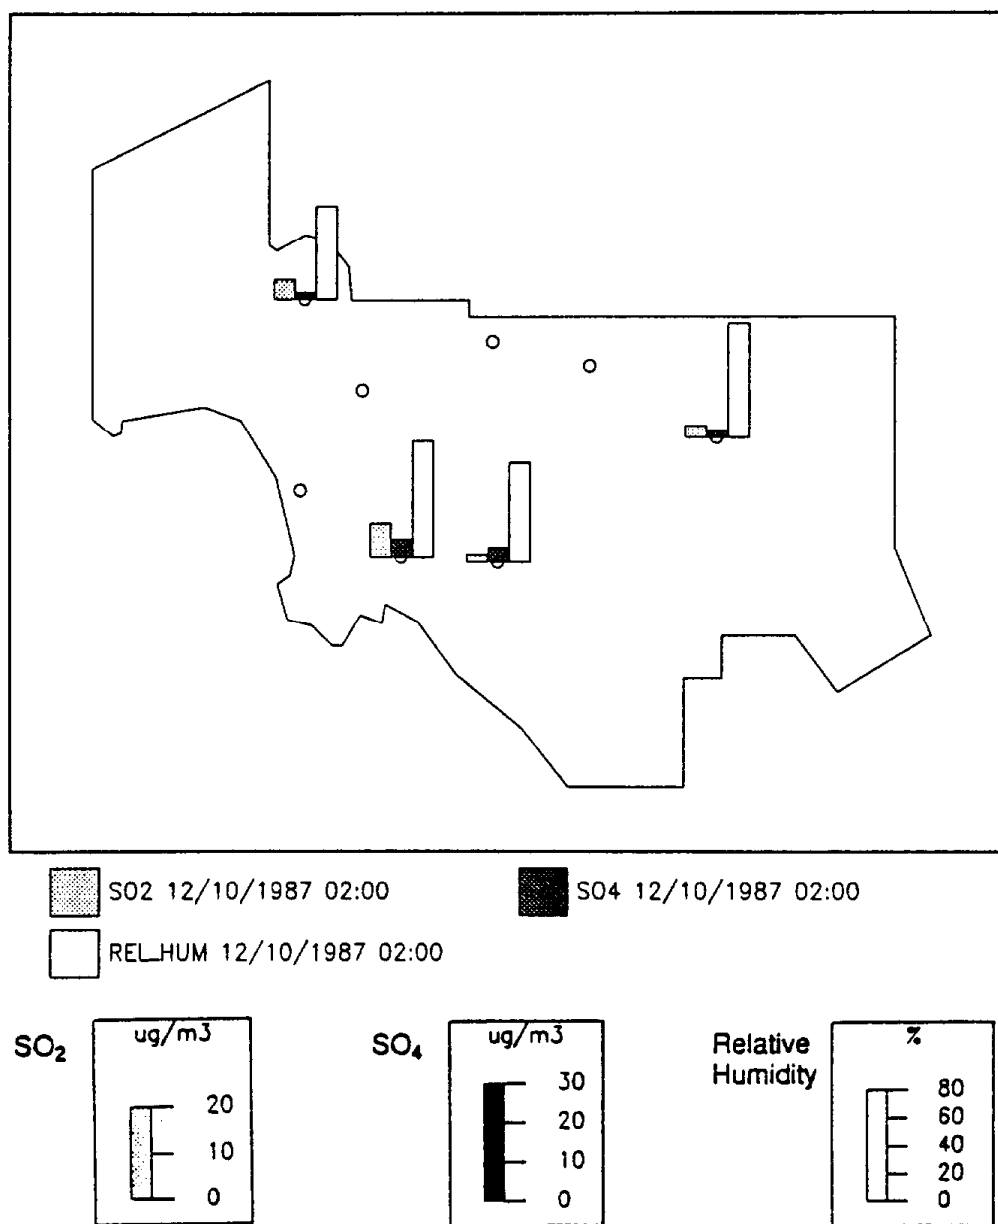 SO2 12/10/1987 02:00
SO4 12/10/1987 02:00
REL_HUM 12/10/1987 02:00
SO₂
ug/m3
20
10
0
SO₄
ug/m3
30
20
10
0
Relative
Humidity
%
80
60
40
20
0